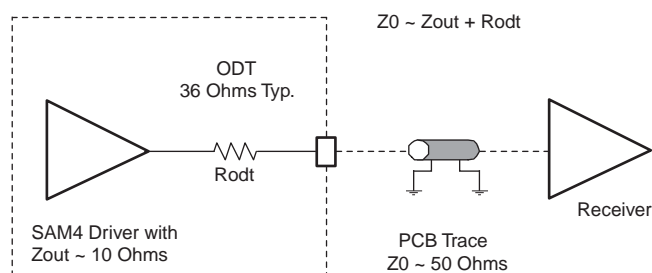 Z0 ~ Zout + Rodt
ODT
36 Ohms Typ.
Rodt
SAM4 Driver with
Zout ~ 10 Ohms
PCB Trace
Z0 ~ 50 Ohms
Receiver